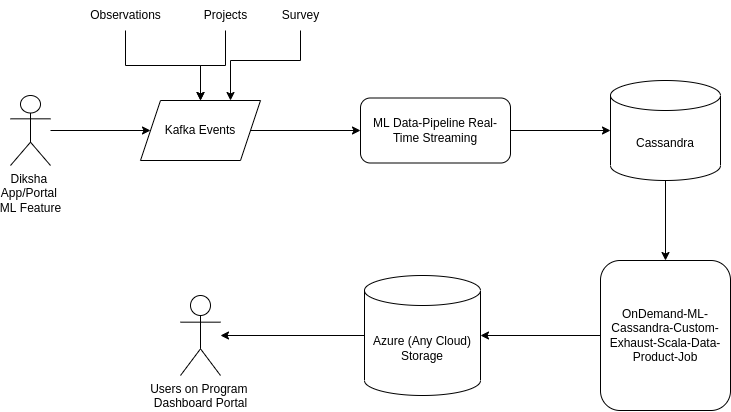 Observations
Projects
Survey
Diksha
App/Portal
ML Feature
Kafka Events
ML Data-Pipeline Real-
Time Streaming
Cassandra
OnDemand-ML-
Cassandra-Custom-
Exhaust-Scala-Data-
Product-Job
Azure (Any Cloud)
Storage
Users on Program
Dashboard Portal